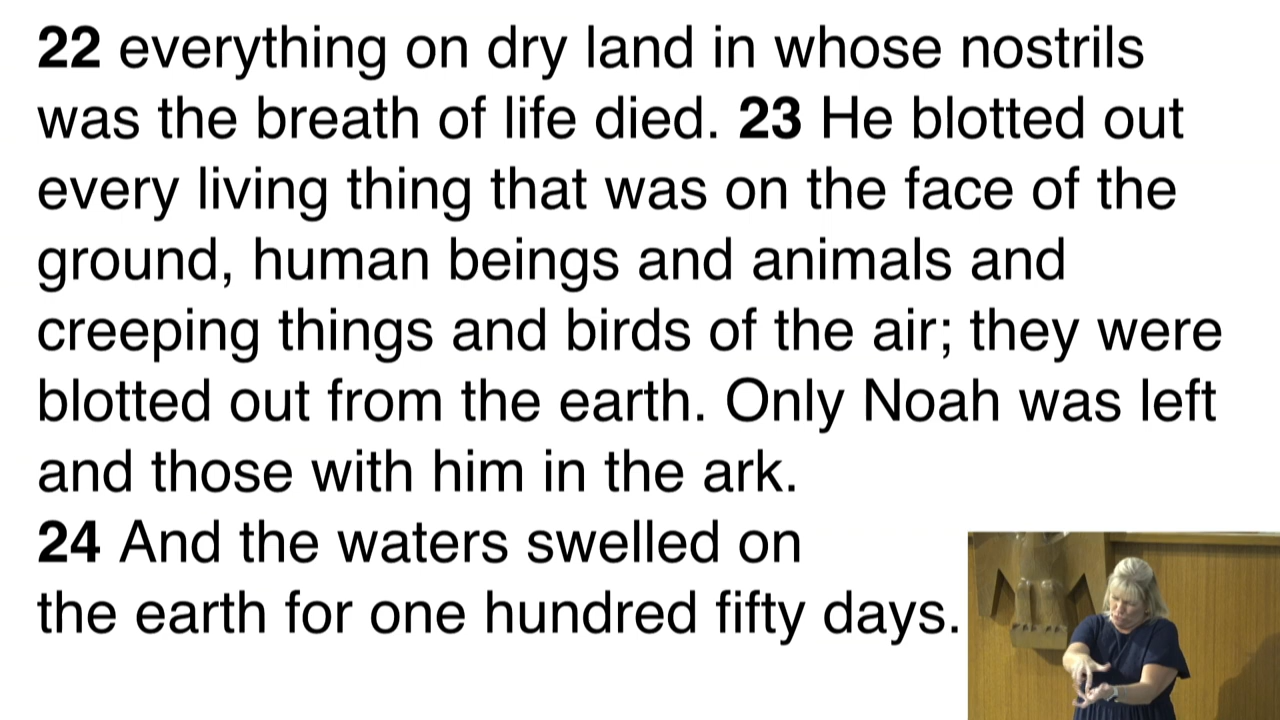 22 everything on dry land in whose nostrils
was the breath of life died. 23 He blotted out
every living thing that was on the face of the
ground, human beings and animals and
creeping things and birds of the air; they were
blotted out from the earth. Only Noah was left
and those with him in the ark.
24 And the waters swelled on
the earth for one hundred fifty days.